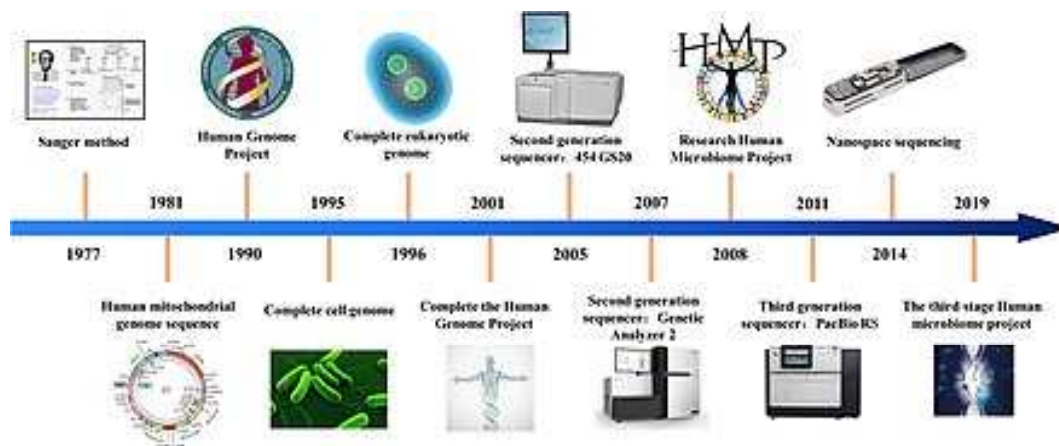 HMP
Sanger method
Human Genome
Project
Complete eukaryotic
genome
Second generation
sequencer： 454 GS20
Research Human
Microbiome Project
Nanospace sequencing
1981
1995
2001
2007
2011
2019
1977
1990
1996
2005
2008
2014
Human mitochondrial
genome sequence
Complete cell genome
Complete the Human
Genome Project
Second generation
sequencer： Genetic
Analyzer 2
Third generation
sequencer： PacBio RS
The third stage Human
microbiome project